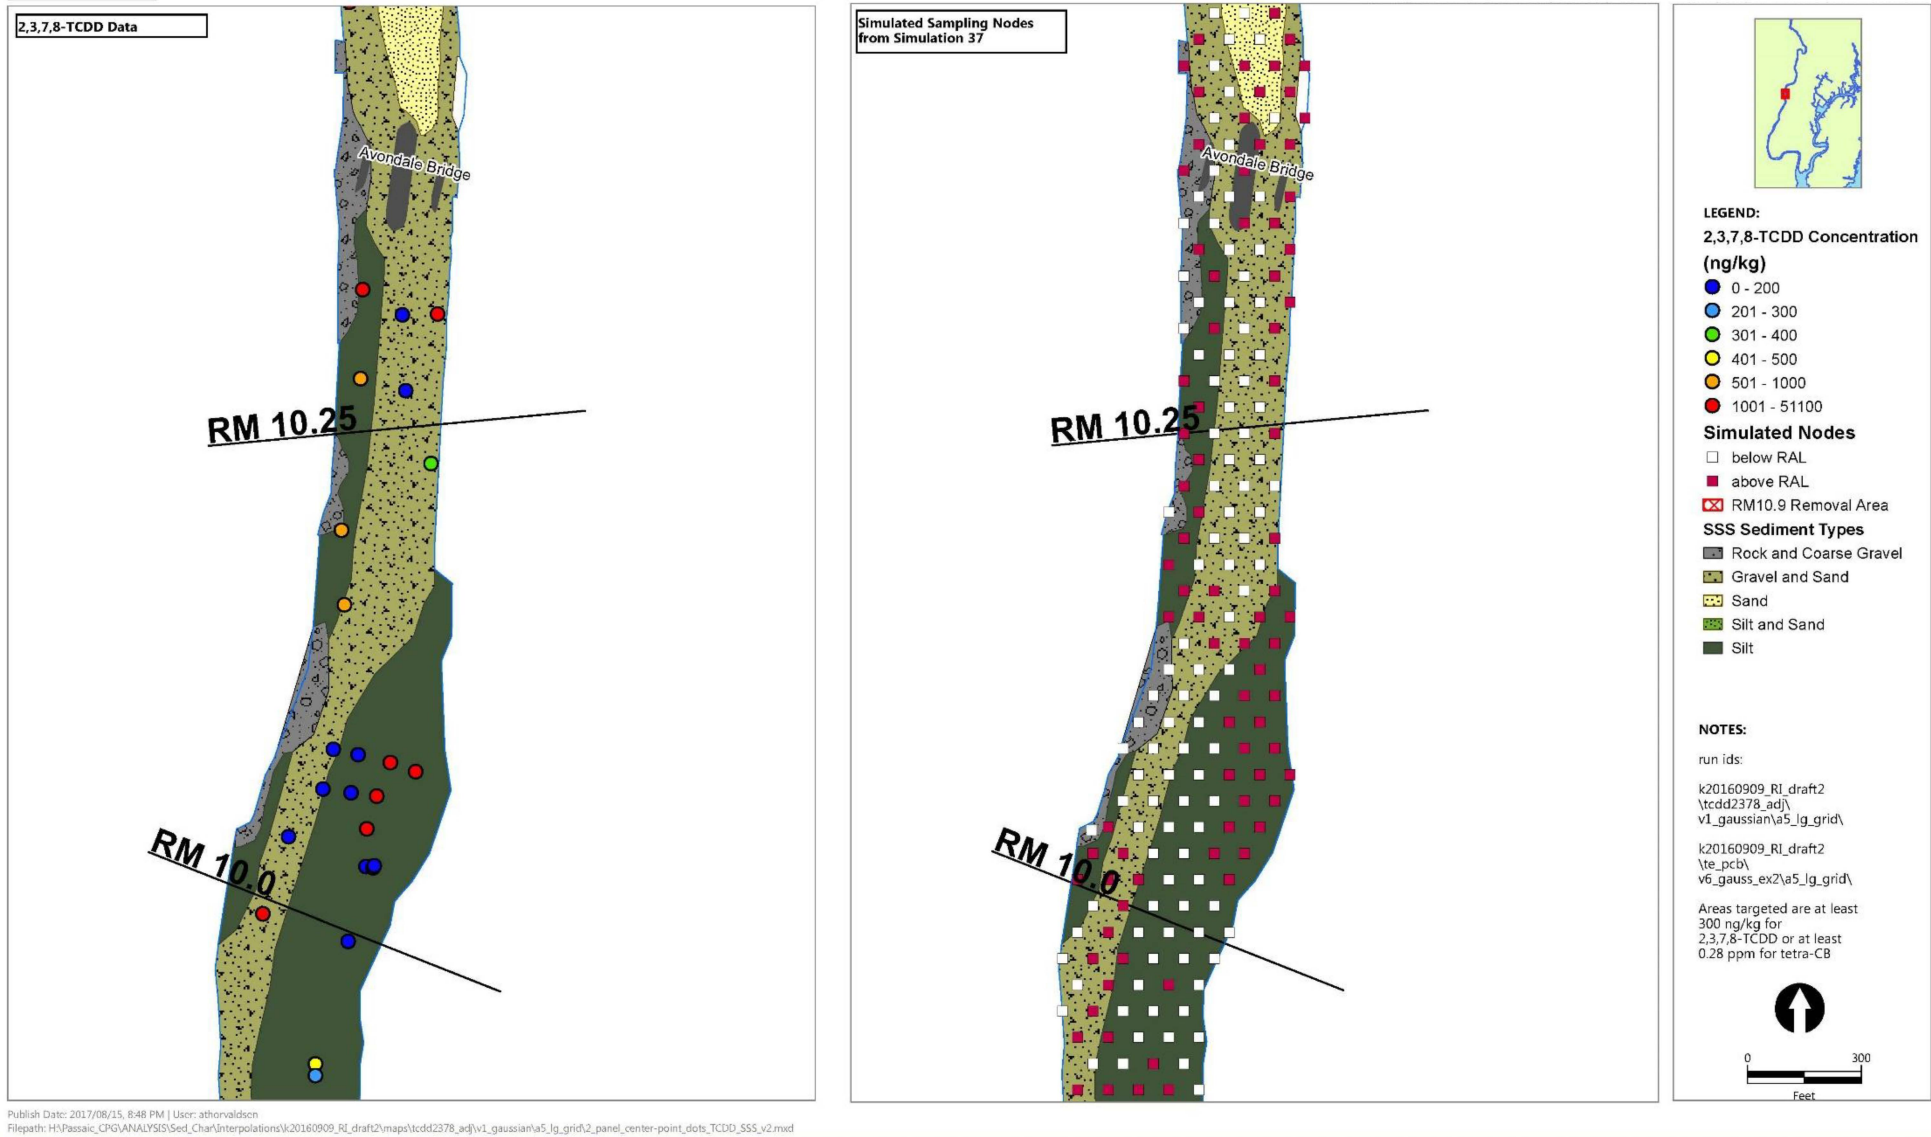 2,3,7,8-TCDD Data
Avondale Bridge
RM 10.25
RM 10.0
Simulated Sampling Nodes
from Simulation 37
Avondale Bridge
RM 10.25
RM 10.0
LEGEND:
2,3,7,8-TCDD Concentration
(ng/kg)
0 - 200
201 - 300
301 - 400
401 - 500
501 - 1000
1001 - 51100
Simulated Nodes
below RAL
above RAL
RM10.9 Removal Area
SSS Sediment Types
Rock and Coarse Gravel
Gravel and Sand
Sand
Silt and Sand
Silt
NOTES:
run ids:
k20160909_RI_draft2
\tcdd2378_adj\
v1_gaussian\a5_lg_grid\
k20160909_RI_draft2
\te_pcb\
v6_gauss_ex2\a5_lg_grid\
Areas targeted are at least
300 ng/kg for
2,3,7,8-TCDD or at least
0.28 ppm for tetra-CB
0 300
Feet
Publish Date: 2017/08/15, 8:48 PM | User: athorvaldsen
Filepath: H:\Passaic_CPG\ANALYSIS\Sed_Char\Interpolations\k20160909_RI_draft2\maps\tcdd2378_adj\v1_gaussian\a5_lg_grid\2_panel_center-point_dots_TCDD_SSS_v2.mxd